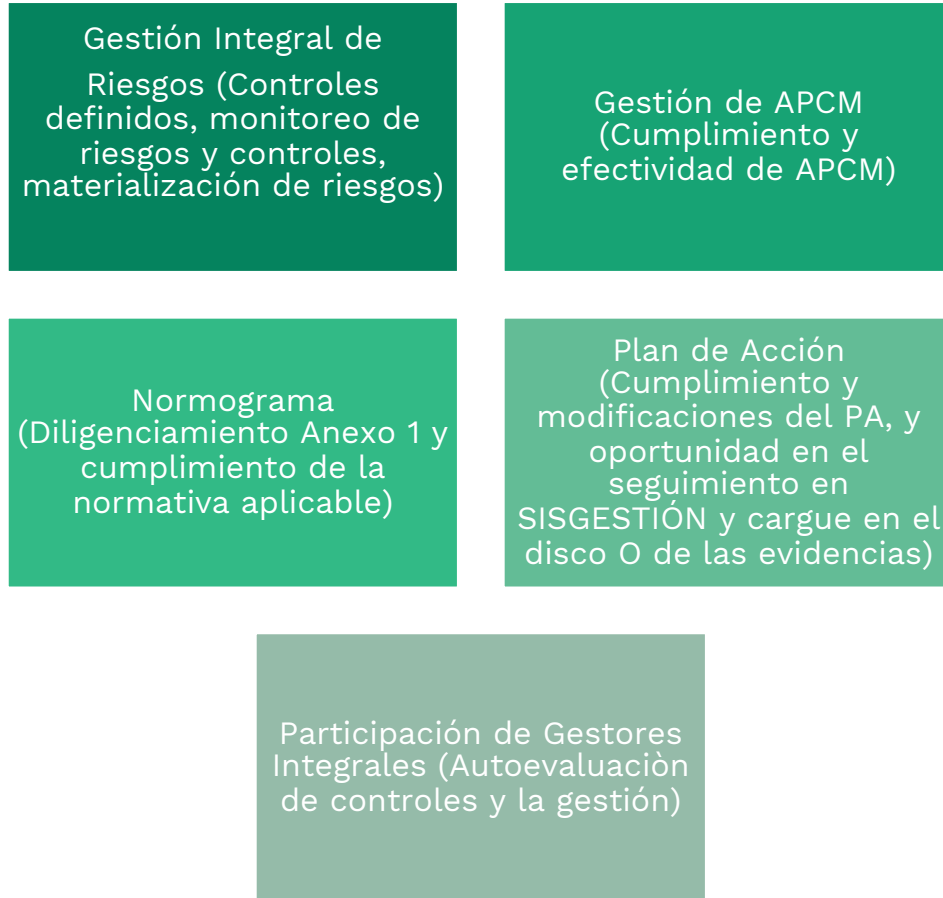 Gestión Integral de
Riesgos (Controles
definidos, monitoreo de
riesgos y controles,
materialización de riesgos)
Gestión de APCM
(Cumplimiento y
efectividad de APCM)
Normograma
(Diligenciamiento Anexo 1 y
cumplimiento de la
normativa aplicable)
Plan de Acción
(Cumplimiento y
modificaciones del PA, y
oportunidad en el
seguimiento en
SISGESTIÓN y cargue en el
disco O de las evidencias)
Participación de Gestores
Integrales (Autoevaluaciòn
de controles y la gestión)